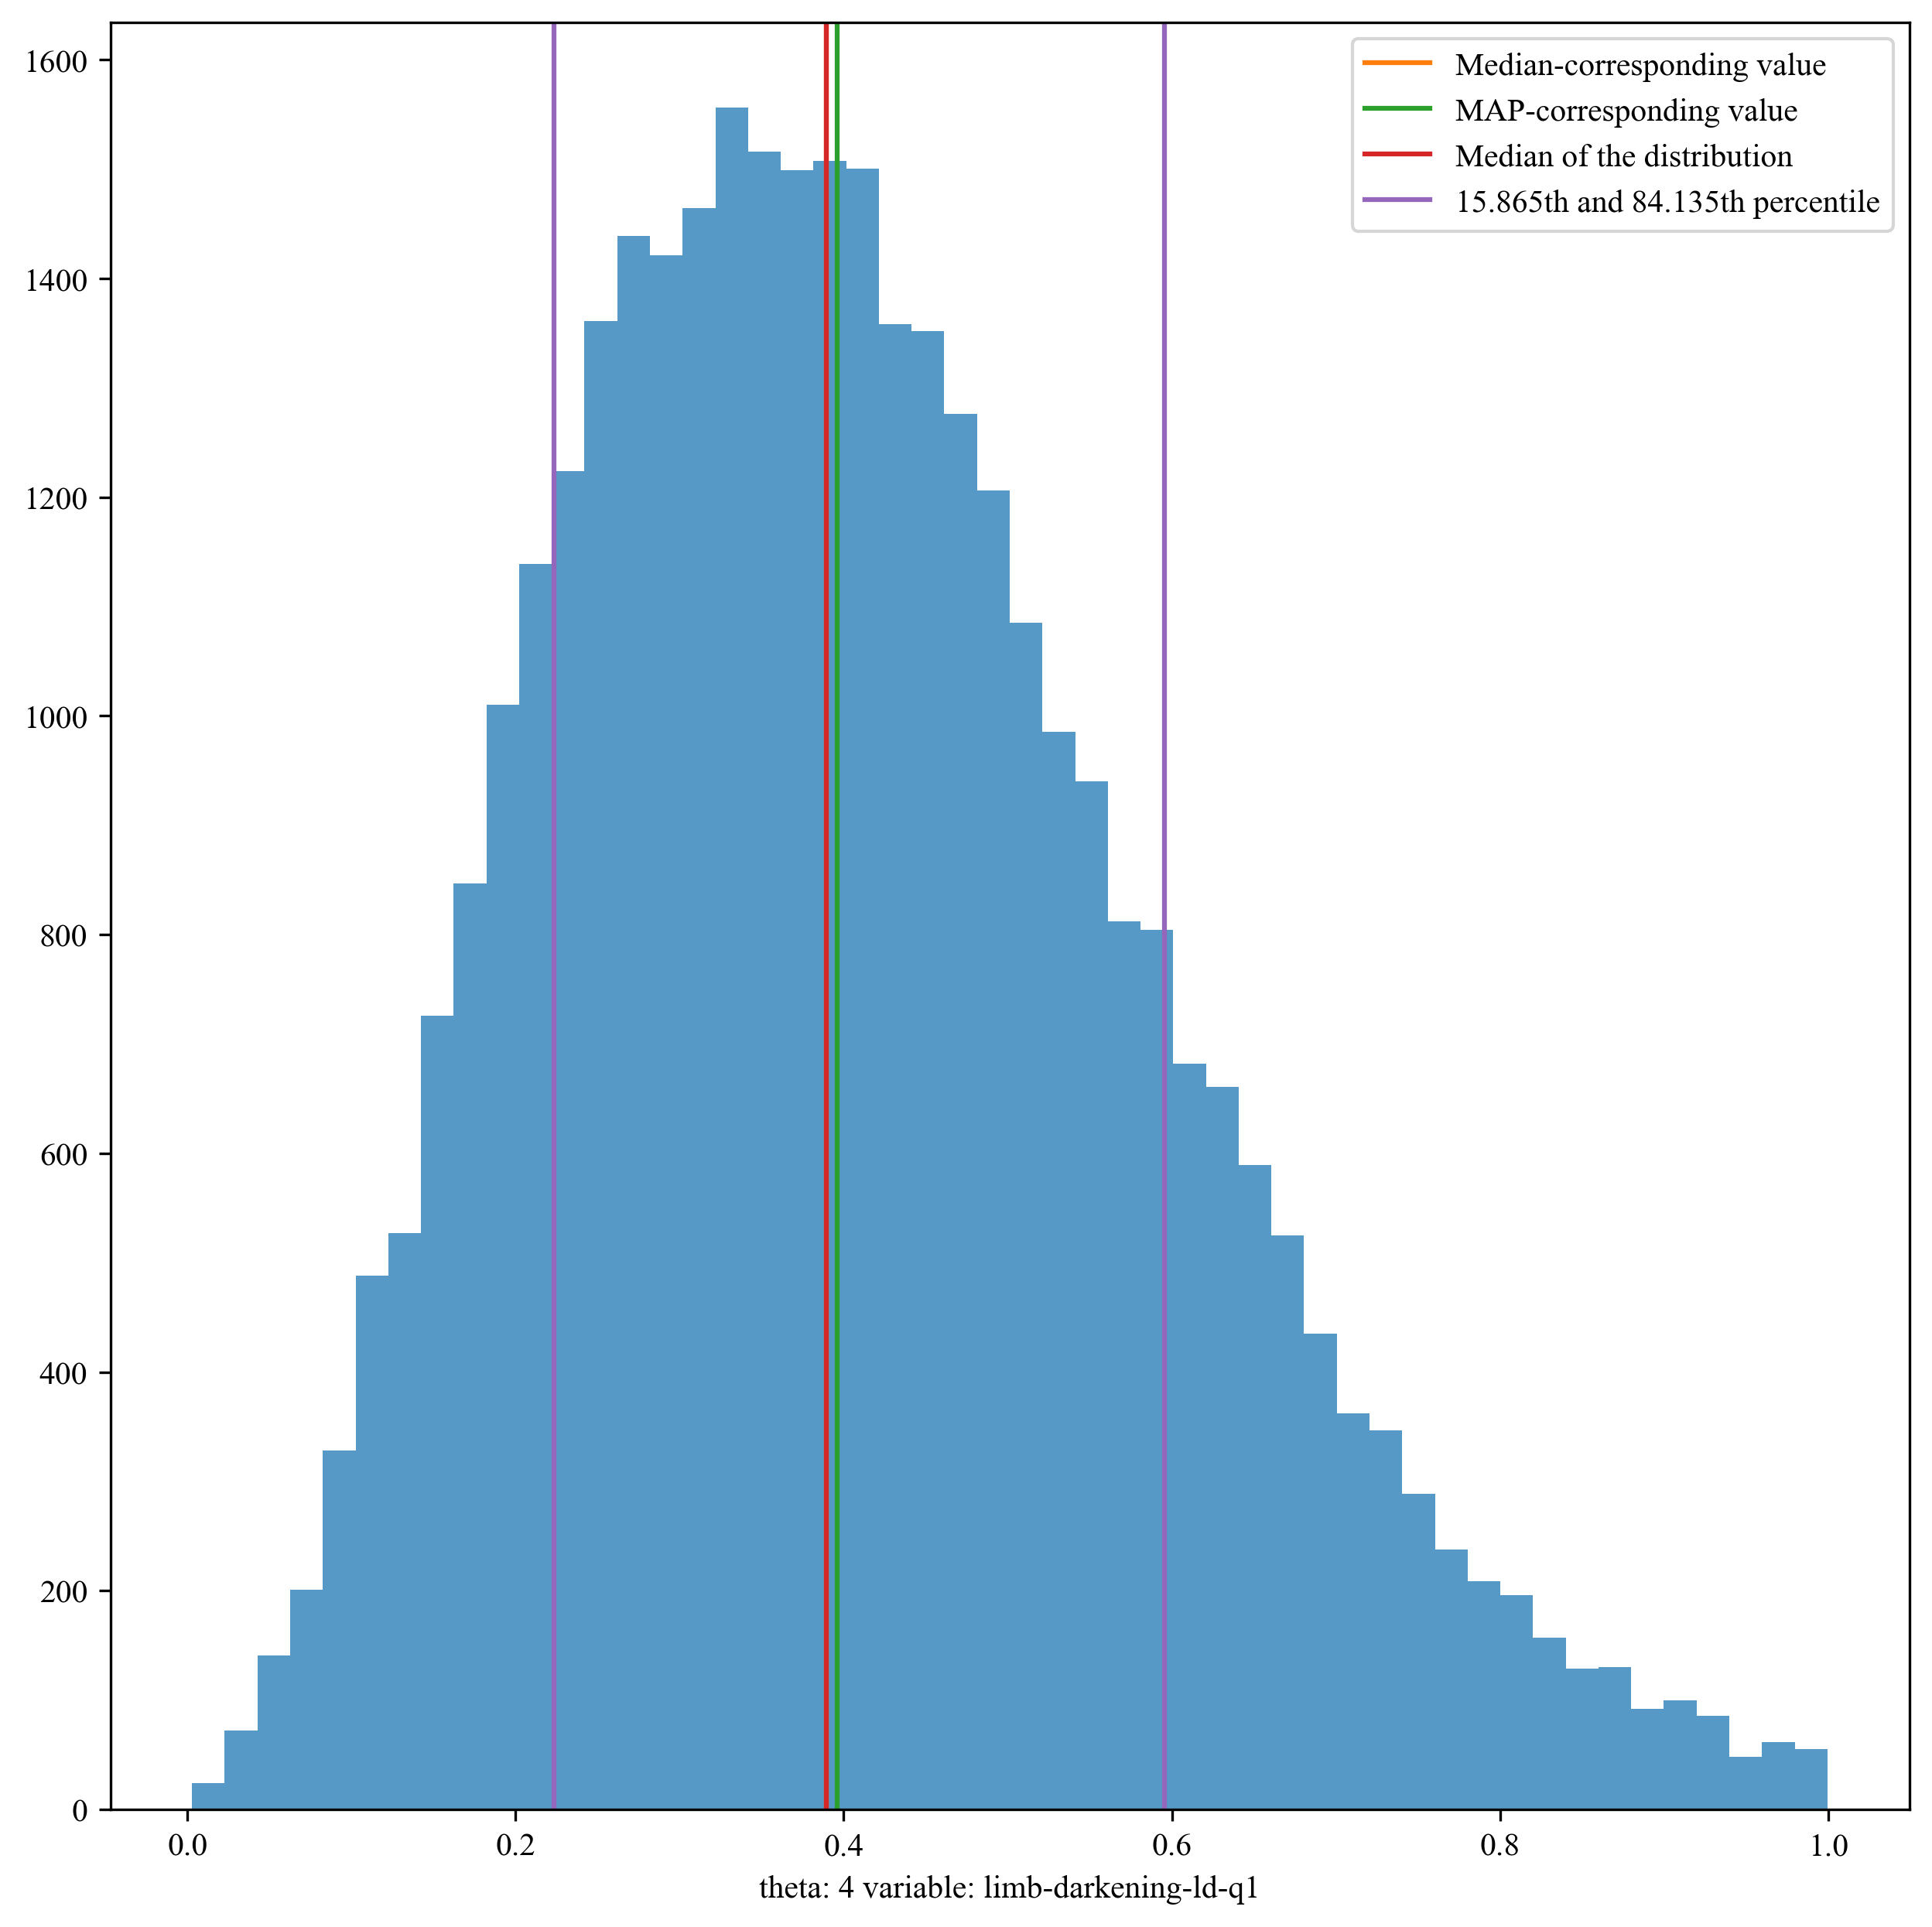 1600
1400
1200
1000
800
600
400
200
0
Median-corresponding value
MAP-corresponding value
Median of the distribution
15.865th and 84.135th percentile
0.0 0.2 0.4 0.6 0.8 1.0
theta: 4 variable: limb-darkening-ld-q1